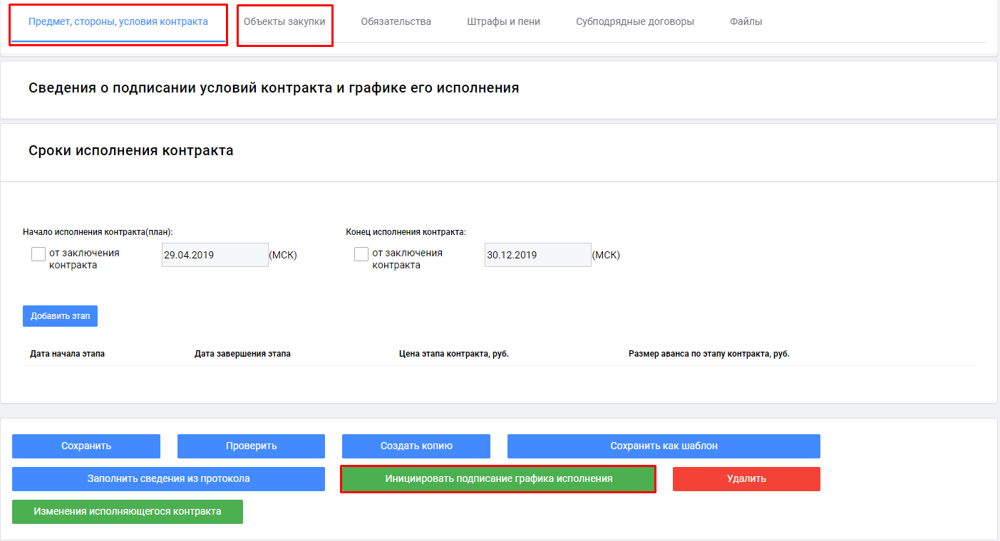 Предмет, стороны, условия контракта Объекты закупки Обязательства Штрафы и пени Субподрядные договоры Файлы
Сведения о подписании условий контракта и графике его исполнения
Сроки исполнения контракта
Начало исполнения контракта(план): Конец исполнения контракта:
от заключения контракта 29.04.2019 (МСК) от заключения контракта 30.12.2019 (МСК)
Добавить этап
Дата начала этапа Дата завершения этапа Цена этапа контракта, руб. Размер аванса по этапу контракта, руб.
Сохранить Проверить Создать копию Сохранить как шаблон
Заполнить сведения из протокола Инициировать подписание графика исполнения Удалить
Изменения исполняющегося контракта